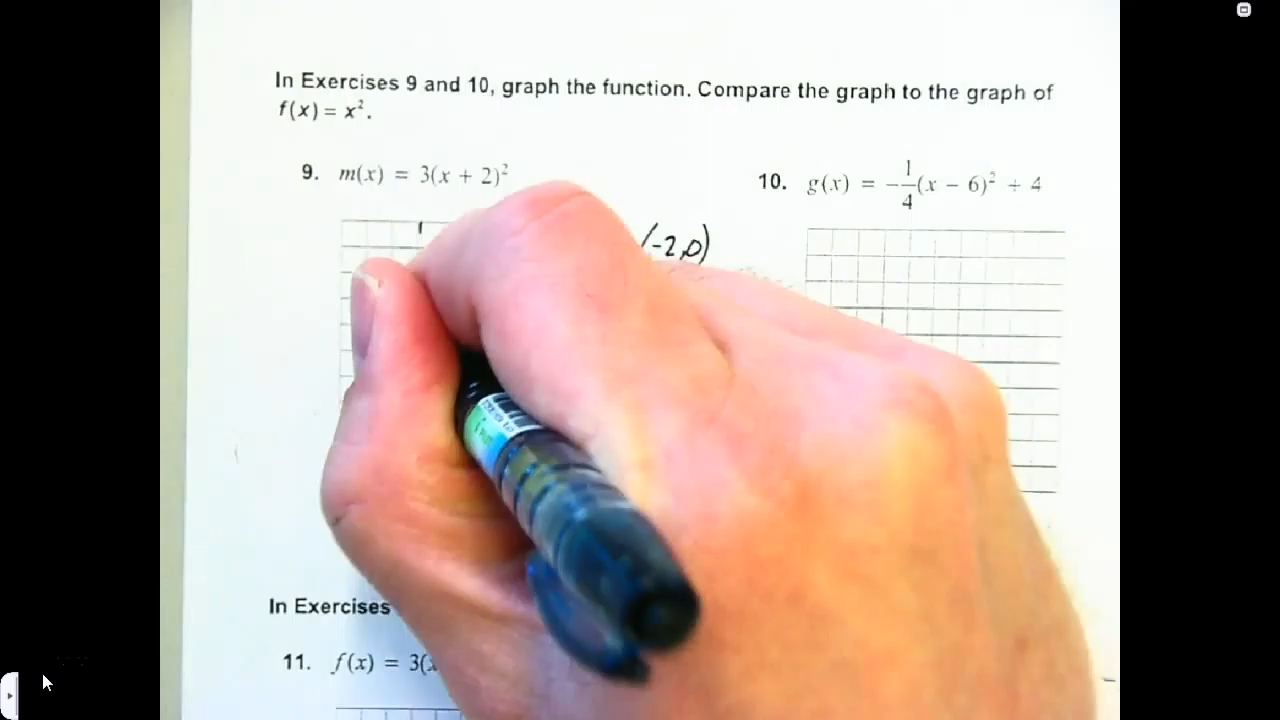 In Exercises 9 and 10, graph the function. Compare the graph to the graph of
f(x) = x².
9. m(x) = 3(x + 2)²
10. g(x) = -1/4(x - 6)² + 4
(-2,0)
In Exercises
11. f(x) = 3(x